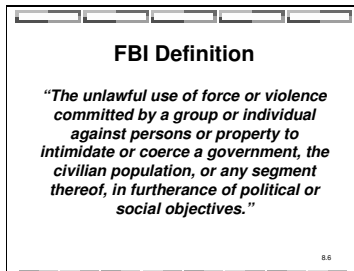 FBI Definition
“The unlawful use of force or violence
committed by a group or individual
against persons or property to
intimidate or coerce a government, the
civilian population, or any segment
thereof, in furtherance of political or
social objectives.”
8.6